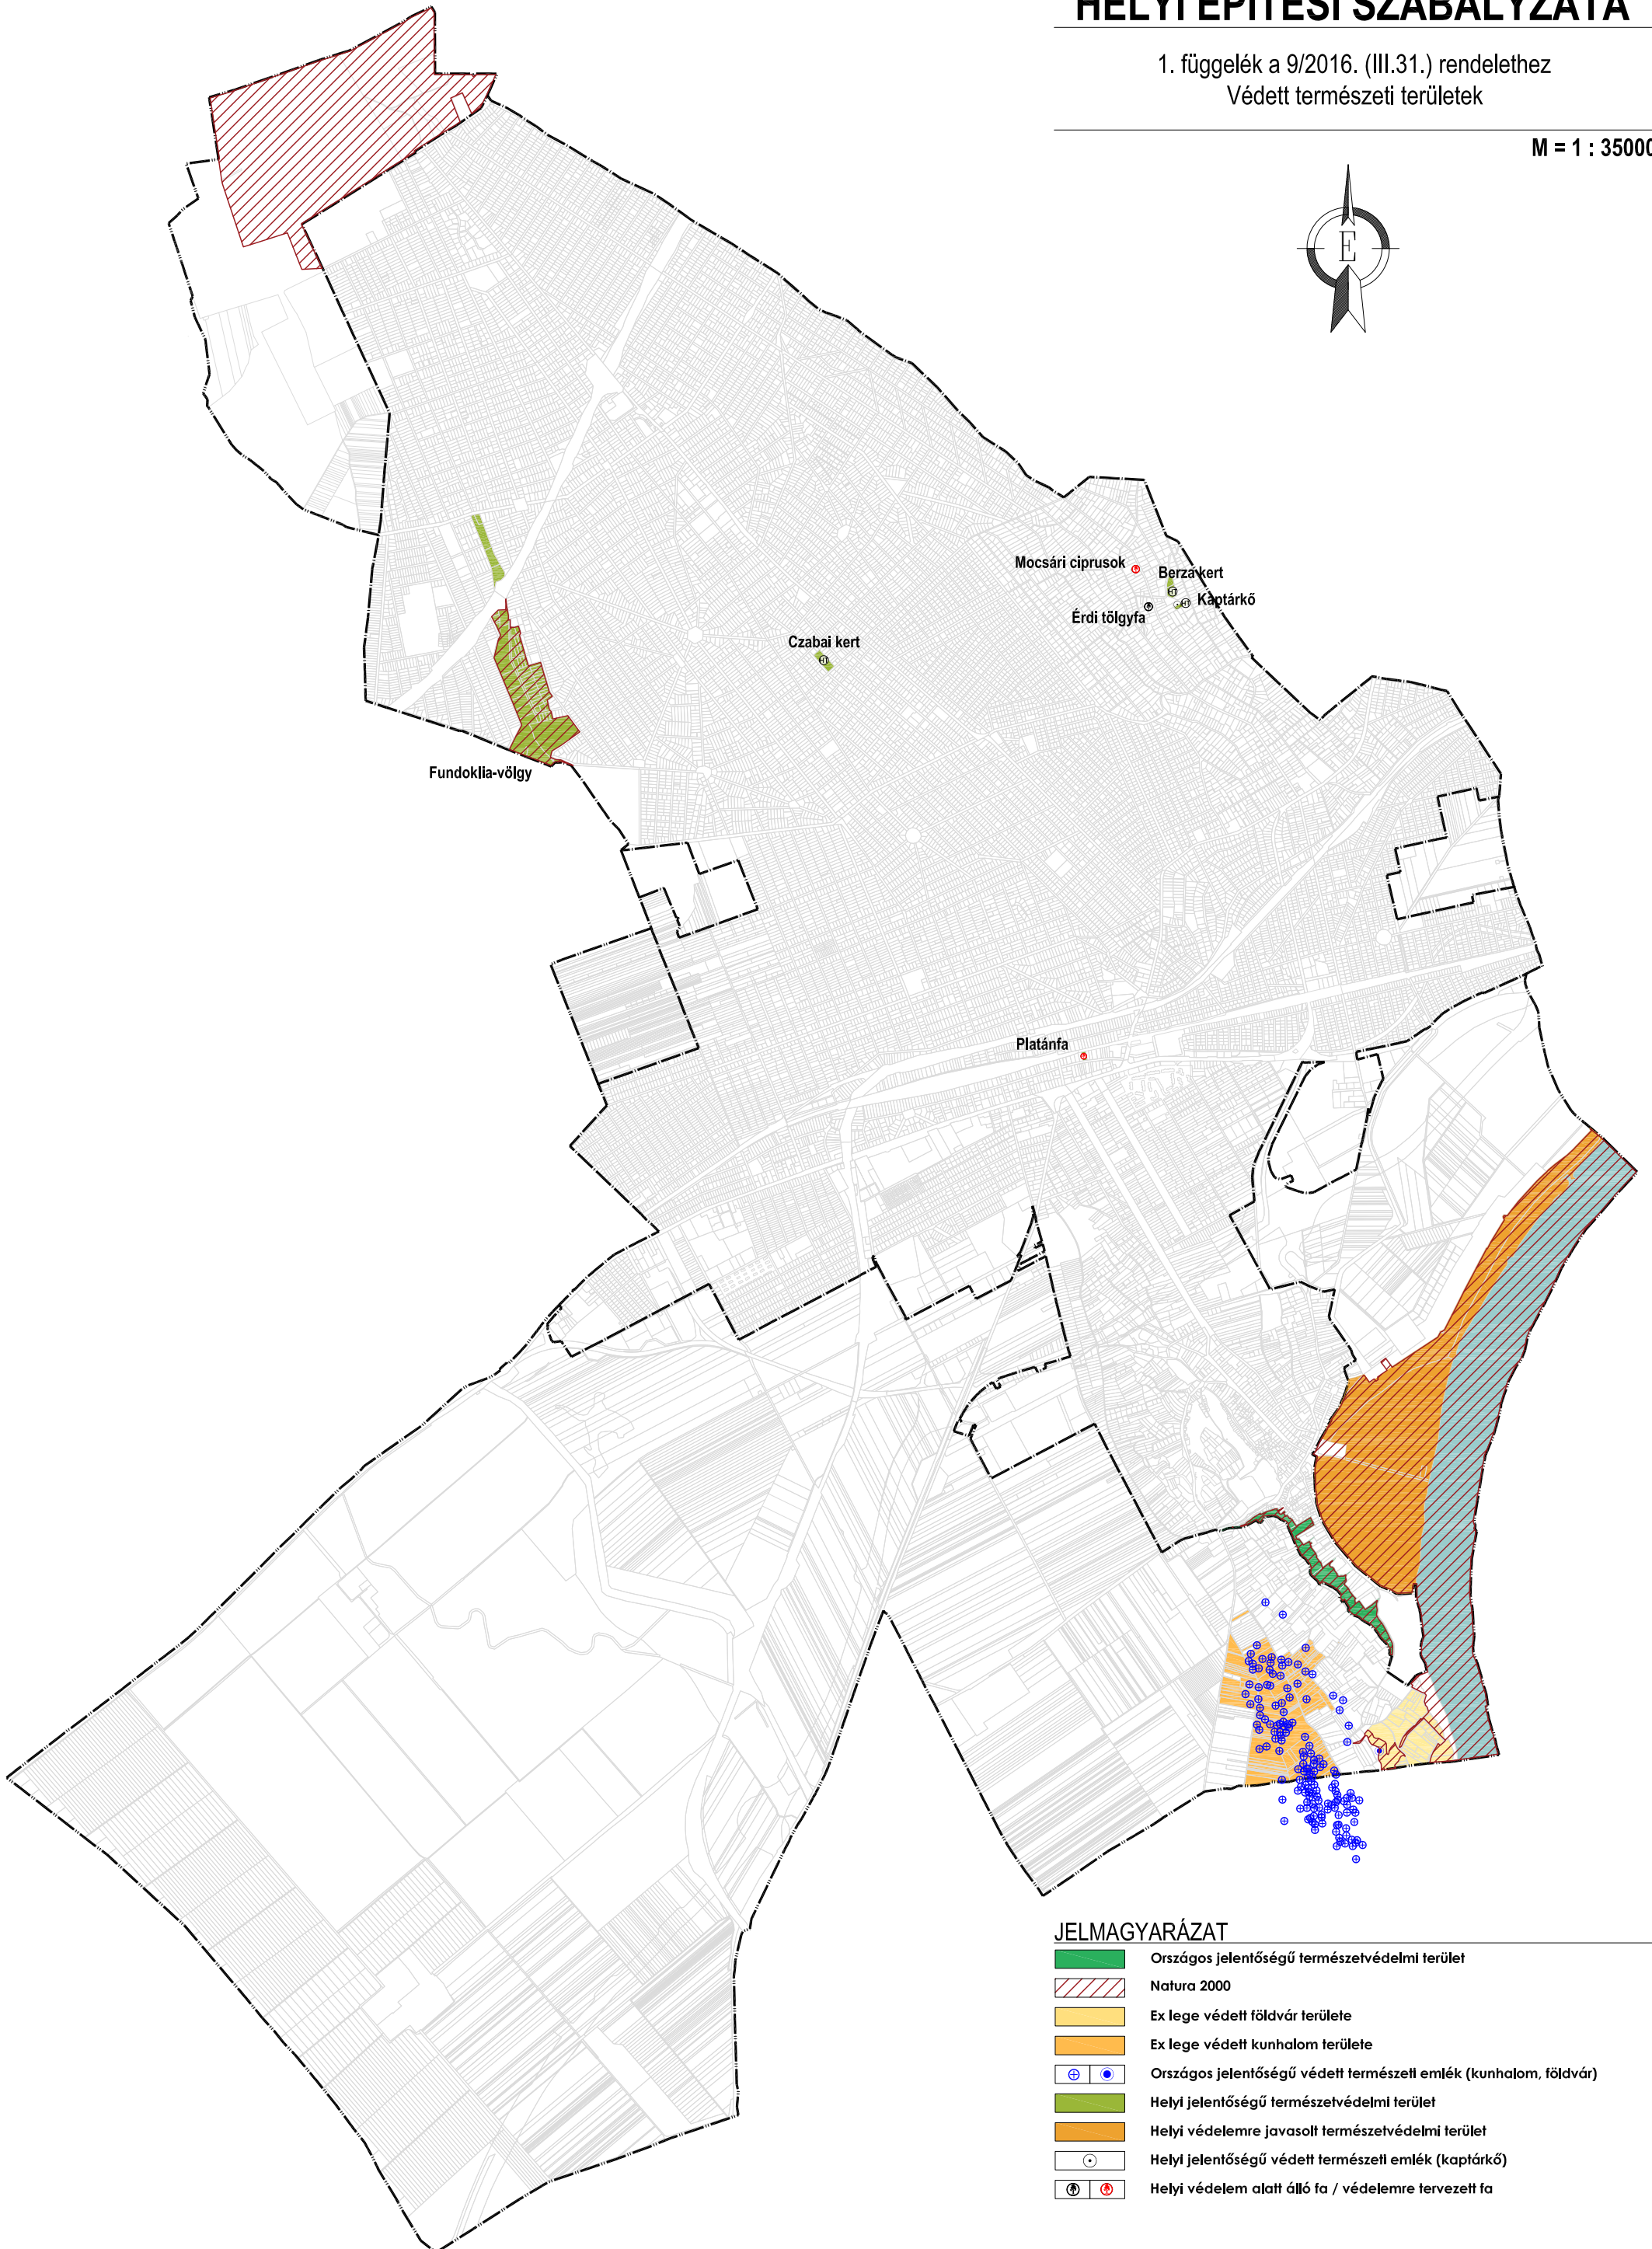 HELYI ÉPÍTÉSI SZABÁLYZATA
1. függelék a 9/2016. (III.31.) rendelethez
Védett természeti területek
M = 1 : 35000
É
Mocsári ciprusok
Berza kert
Kaptárkő
Érdi tölgyfa
Czabai kert
Fundoklia-völgy
Platánfa
JELMAGYARÁZAT
Országos jelentőségű természetvédelmi terület
Natura 2000
Ex lege védett földvár területe
Ex lege védett kunhalom területe
Országos jelentőségű védett természeti emlék (kunhalom, földvár)
Helyi jelentőségű természetvédelmi terület
Helyi védelemre javasolt természetvédelmi terület
Helyi jelentőségű védett természeti emlék (kaptárkő)
Helyi védelem alatt álló fa / védelemre tervezett fa